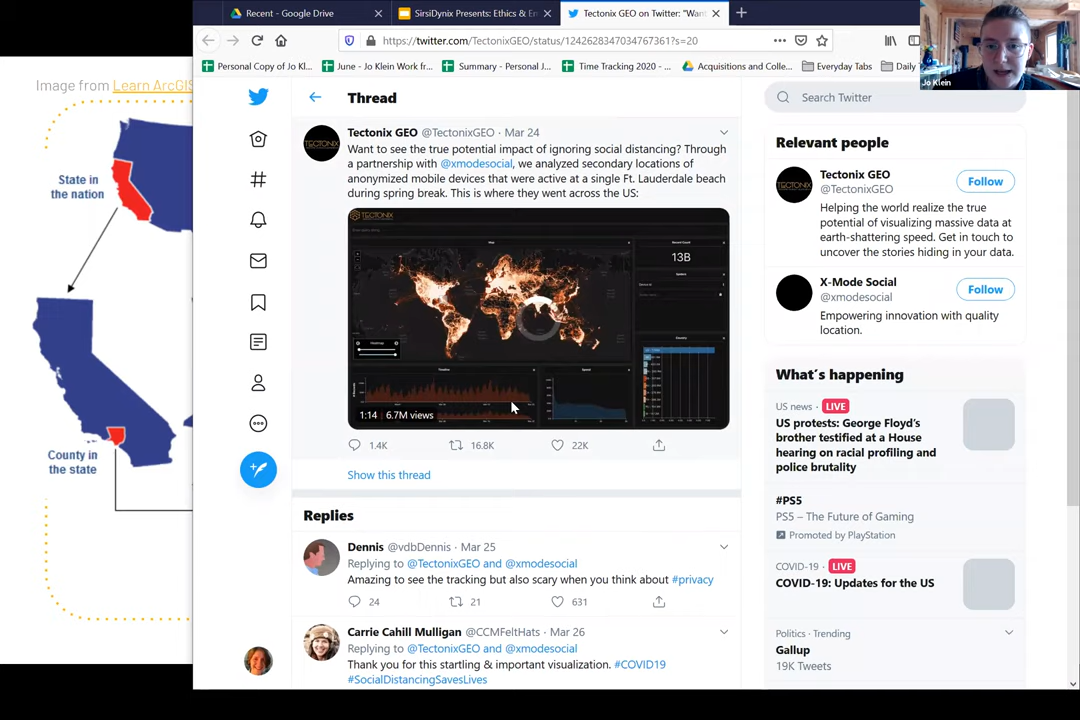 Recent - Google Drive
SirsiDynix Presents: Ethics & En
Tectonix GEO on Twitter: "Wan
https://twitter.com/TectonixGEO/status/1242628347034767361?s=20
Personal Copy of Jo Kl...
June - Jo Klein Work fr...
Summary - Personal J...
Time Tracking 2020 - ...
Acquisitions and Colle...
Everyday Tabs
Daily
Jo Klein
Image from Learn ArcGIS
State in
the nation
County in
the state
Thread
Tectonix GEO @TectonixGEO · Mar 24
Want to see the true potential impact of ignoring social distancing? Through
a partnership with @xmodesocial, we analyzed secondary locations of
anonymized mobile devices that were active at a single Ft. Lauderdale beach
during spring break. This is where they went across the US:
TECTONIX
Map
Record Count
13B
Heatmap
Timeline
Speed
Country
1:14 | 6.7M views
1.4K
16.8K
22K
Show this thread
Replies
Dennis @vdbDennis · Mar 25
Replying to @TectonixGEO and @xmodesocial
Amazing to see the tracking but also scary when you think about #privacy
24
21
631
Carrie Cahill Mulligan @CCMFeltHats · Mar 26
Replying to @TectonixGEO and @xmodesocial
Thank you for this startling & important visualization. #COVID19
#SocialDistancingSavesLives
Search Twitter
Relevant people
Tectonix GEO
@TectonixGEO
Follow
Helping the world realize the true
potential of visualizing massive data at
earth-shattering speed. Get in touch to
uncover the stories hiding in your data.
X-Mode Social
@xmodesocial
Follow
Empowering innovation with quality
location.
What's happening
US news · LIVE
US protests: George Floyd's
brother testified at a House
hearing on racial profiling and
police brutality
#PS5
PS5 – The Future of Gaming
Promoted by PlayStation
COVID-19 · LIVE
COVID-19: Updates for the US
Politics · Trending
Gallup
19K Tweets